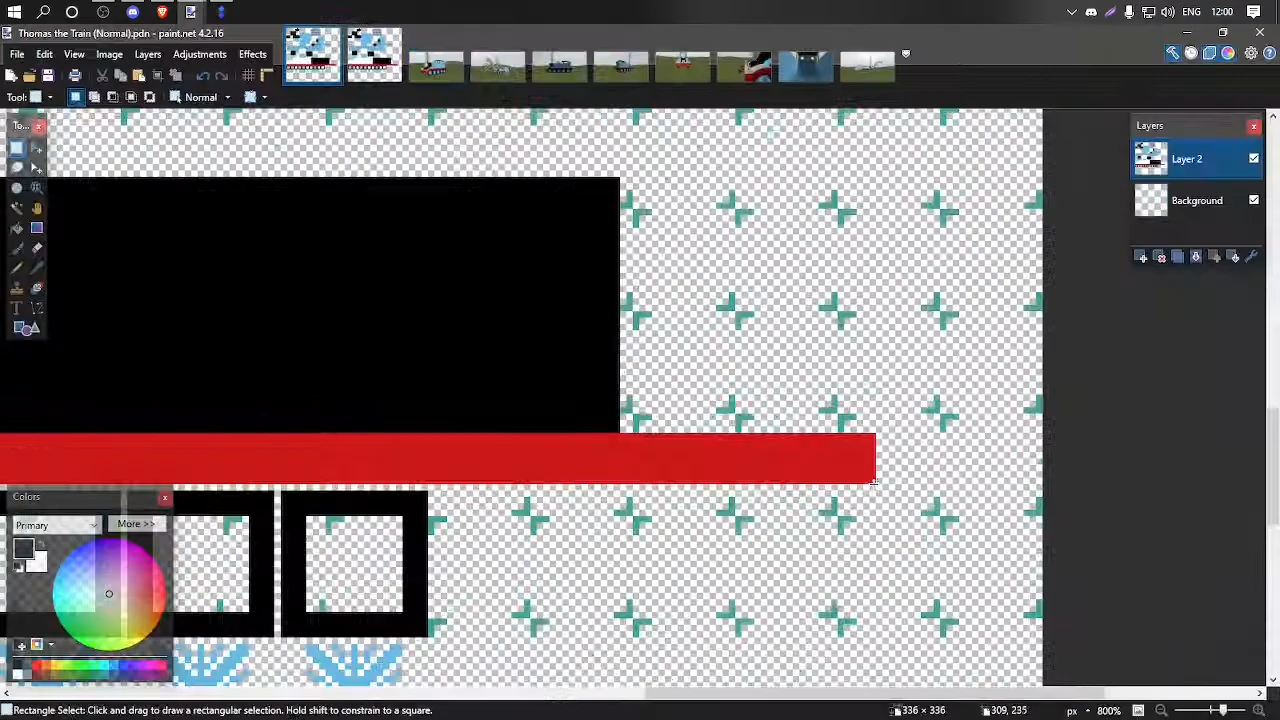 ENG 12:00
Thomas the Train (Normal).pdn - paint.net 4.2.16
File Edit View Image Layers Adjustments Effects
Tool: Normal
To...
Layers
Layer 2
Background
Colors
Primary More >>
Rectangle Select: Click and drag to draw a rectangular selection. Hold shift to constrain to a square. 336 × 336 309, 235 px 800%